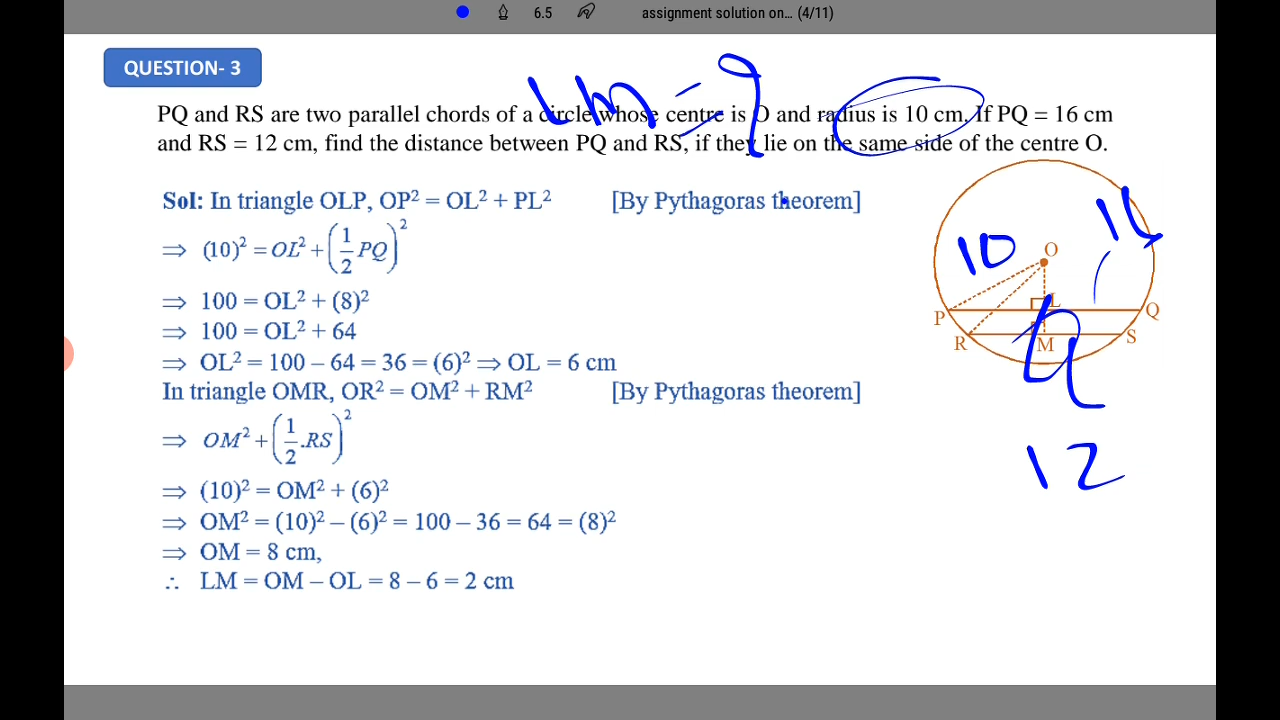 6.5 assignment solution on... (4/11)
QUESTION- 3
LM = ?
PQ and RS are two parallel chords of a circle whose centre is O and radius is 10 cm. If PQ = 16 cm
and RS = 12 cm, find the distance between PQ and RS, if they lie on the same side of the centre O.
Sol: In triangle OLP, OP² = OL² + PL² [By Pythagoras theorem]
⇒ (10)² = OL² + (1/2 PQ)²
⇒ 100 = OL² + (8)²
⇒ 100 = OL² + 64
⇒ OL² = 100 – 64 = 36 = (6)² ⇒ OL = 6 cm
In triangle OMR, OR² = OM² + RM² [By Pythagoras theorem]
⇒ OM² + (1/2 .RS)²
⇒ (10)² = OM² + (6)²
⇒ OM² = (10)² – (6)² = 100 – 36 = 64 = (8)²
⇒ OM = 8 cm,
∴ LM = OM – OL = 8 – 6 = 2 cm
16
10
O
L
P
Q
R
M
S
12